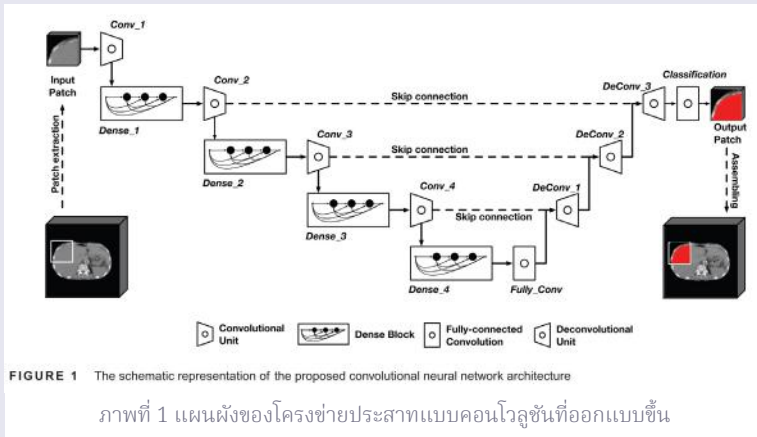 Conv_1
Input
Patch
Patch extraction
Dense_1
Conv_2
Skip connection
Dense_2
Conv_3
Skip connection
Dense_3
Conv_4
Skip connection
Dense_4
Fully_Conv
DeConv_1
DeConv_2
DeConv_3
Classification
Output
Patch
Assembling
Convolutional
Unit
Dense Block
Fully-connected
Convolution
Deconvolutional
Unit
FIGURE 1 The schematic representation of the proposed convolutional neural network architecture
ภาพที่ 1 แผนผังของโครงข่ายประสาทแบบคอนโวลูชันที่ออกแบบขึ้น